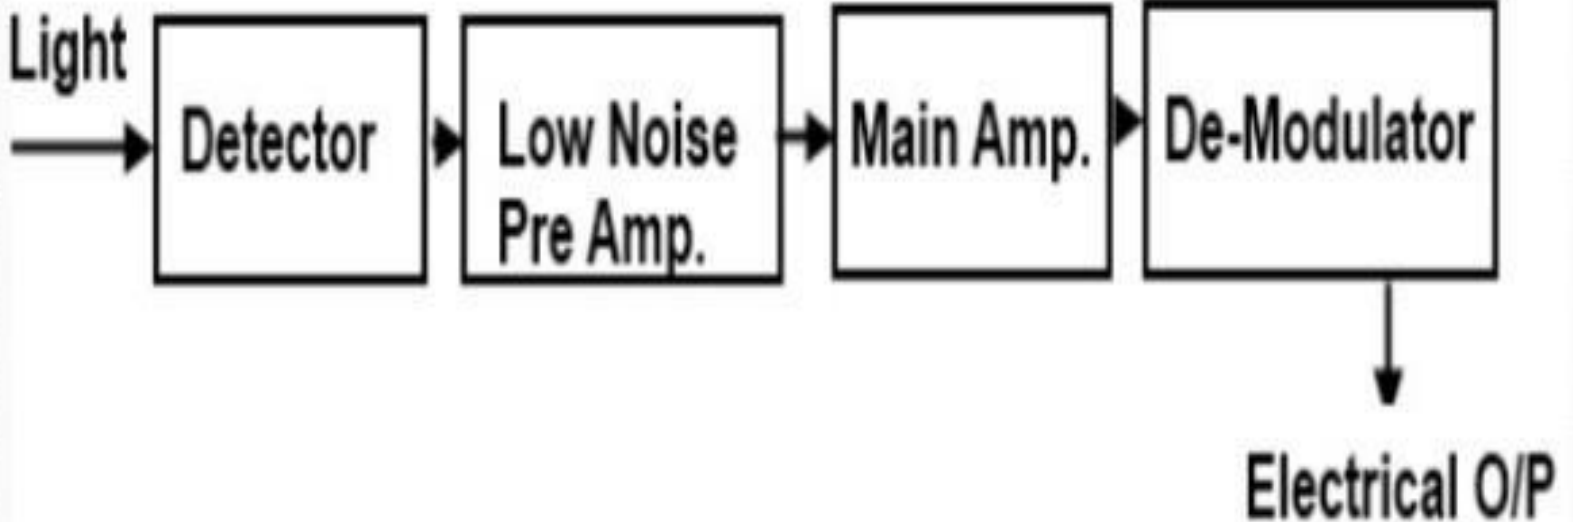 Light
Detector
Low Noise
Pre Amp.
Main Amp.
De-Modulator
Electrical O/P